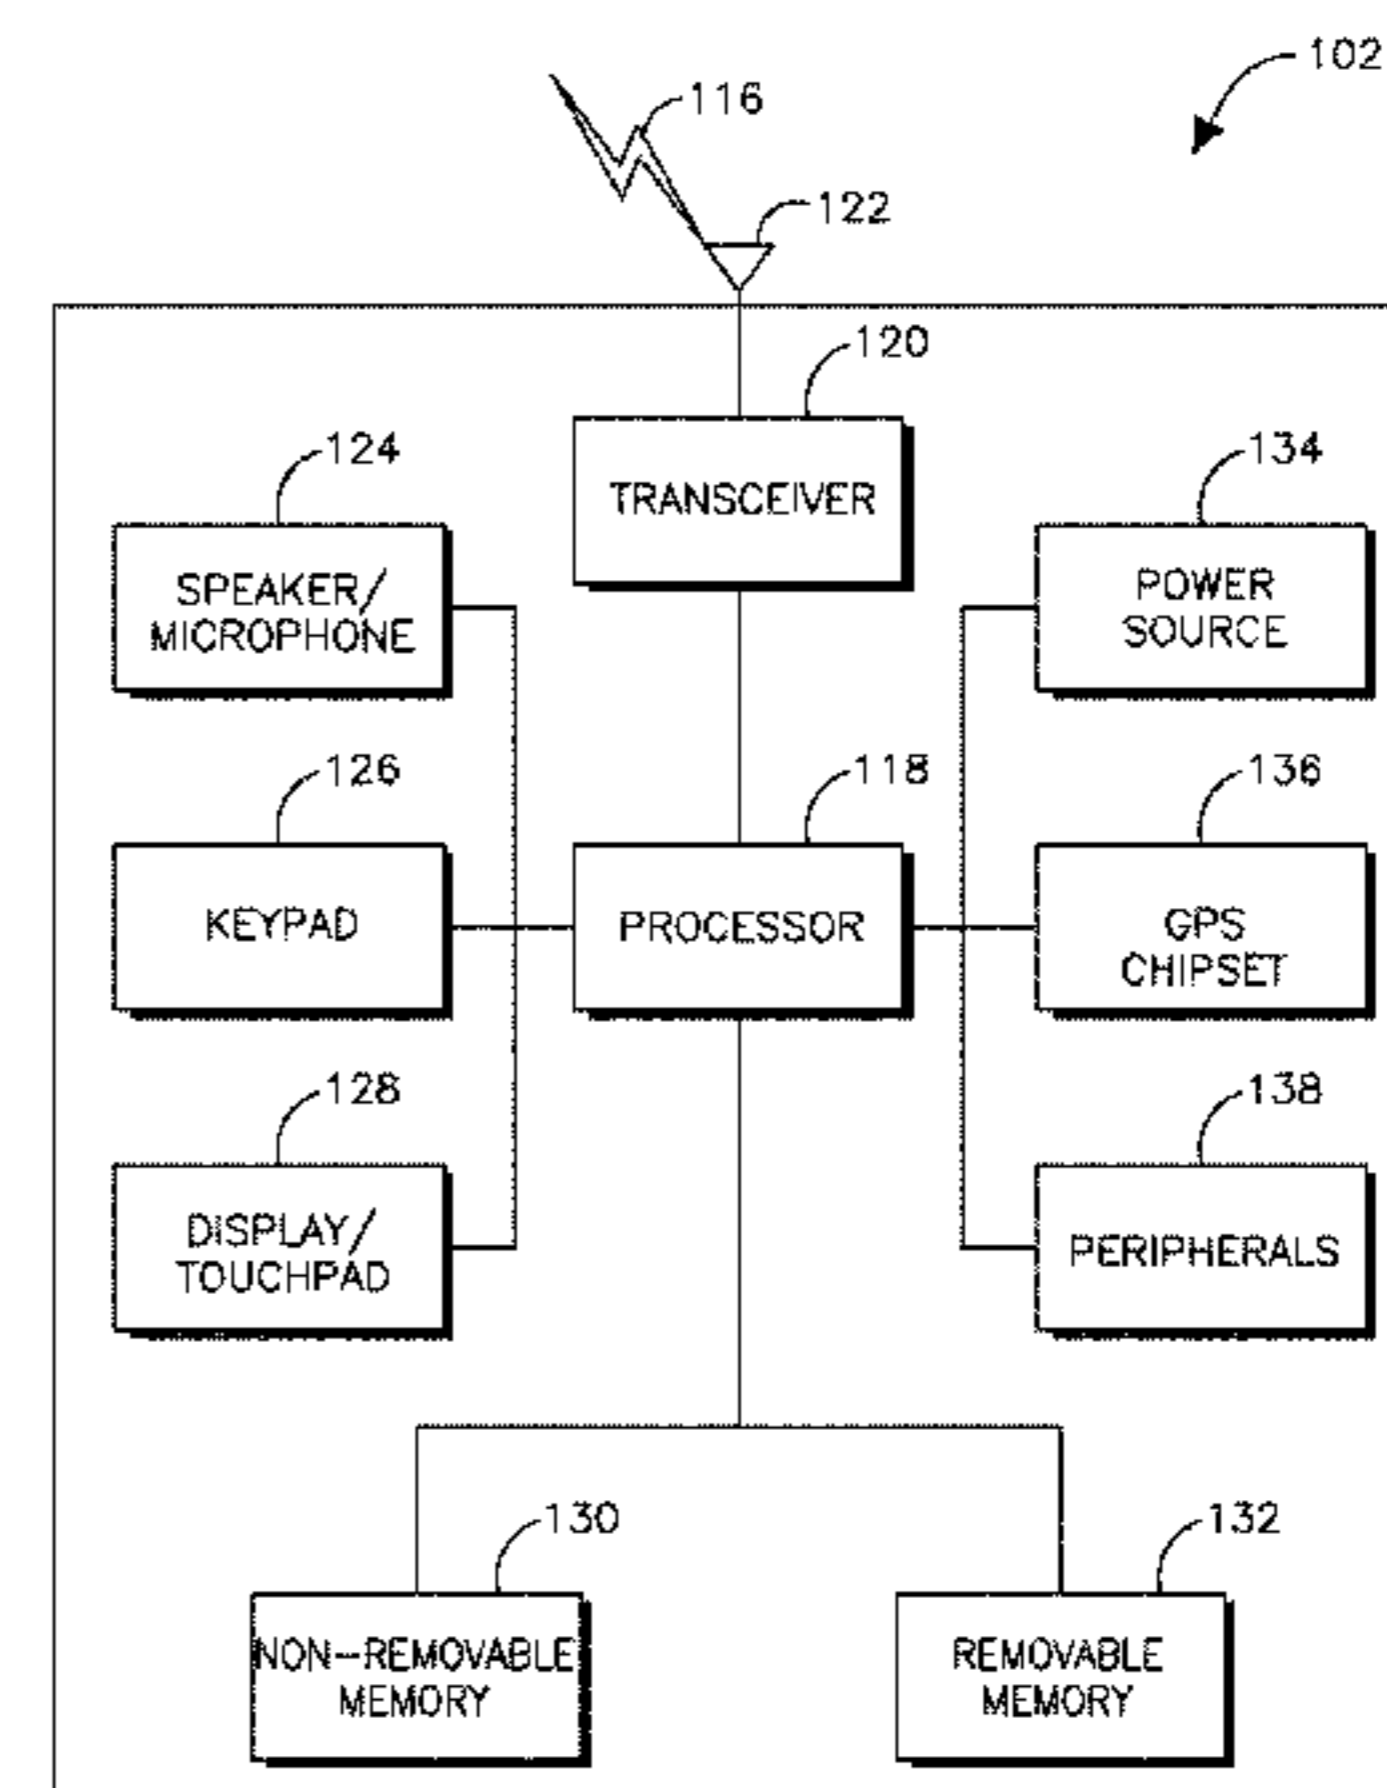 102
116
122
120
TRANSCEIVER
124
SPEAKER/
MICROPHONE
134
POWER
SOURCE
126
KEYPAD
118
PROCESSOR
136
GPS
CHIPSET
128
DISPLAY/
TOUCHPAD
138
PERIPHERALS
130
NON-REMOVABLE
MEMORY
132
REMOVABLE
MEMORY